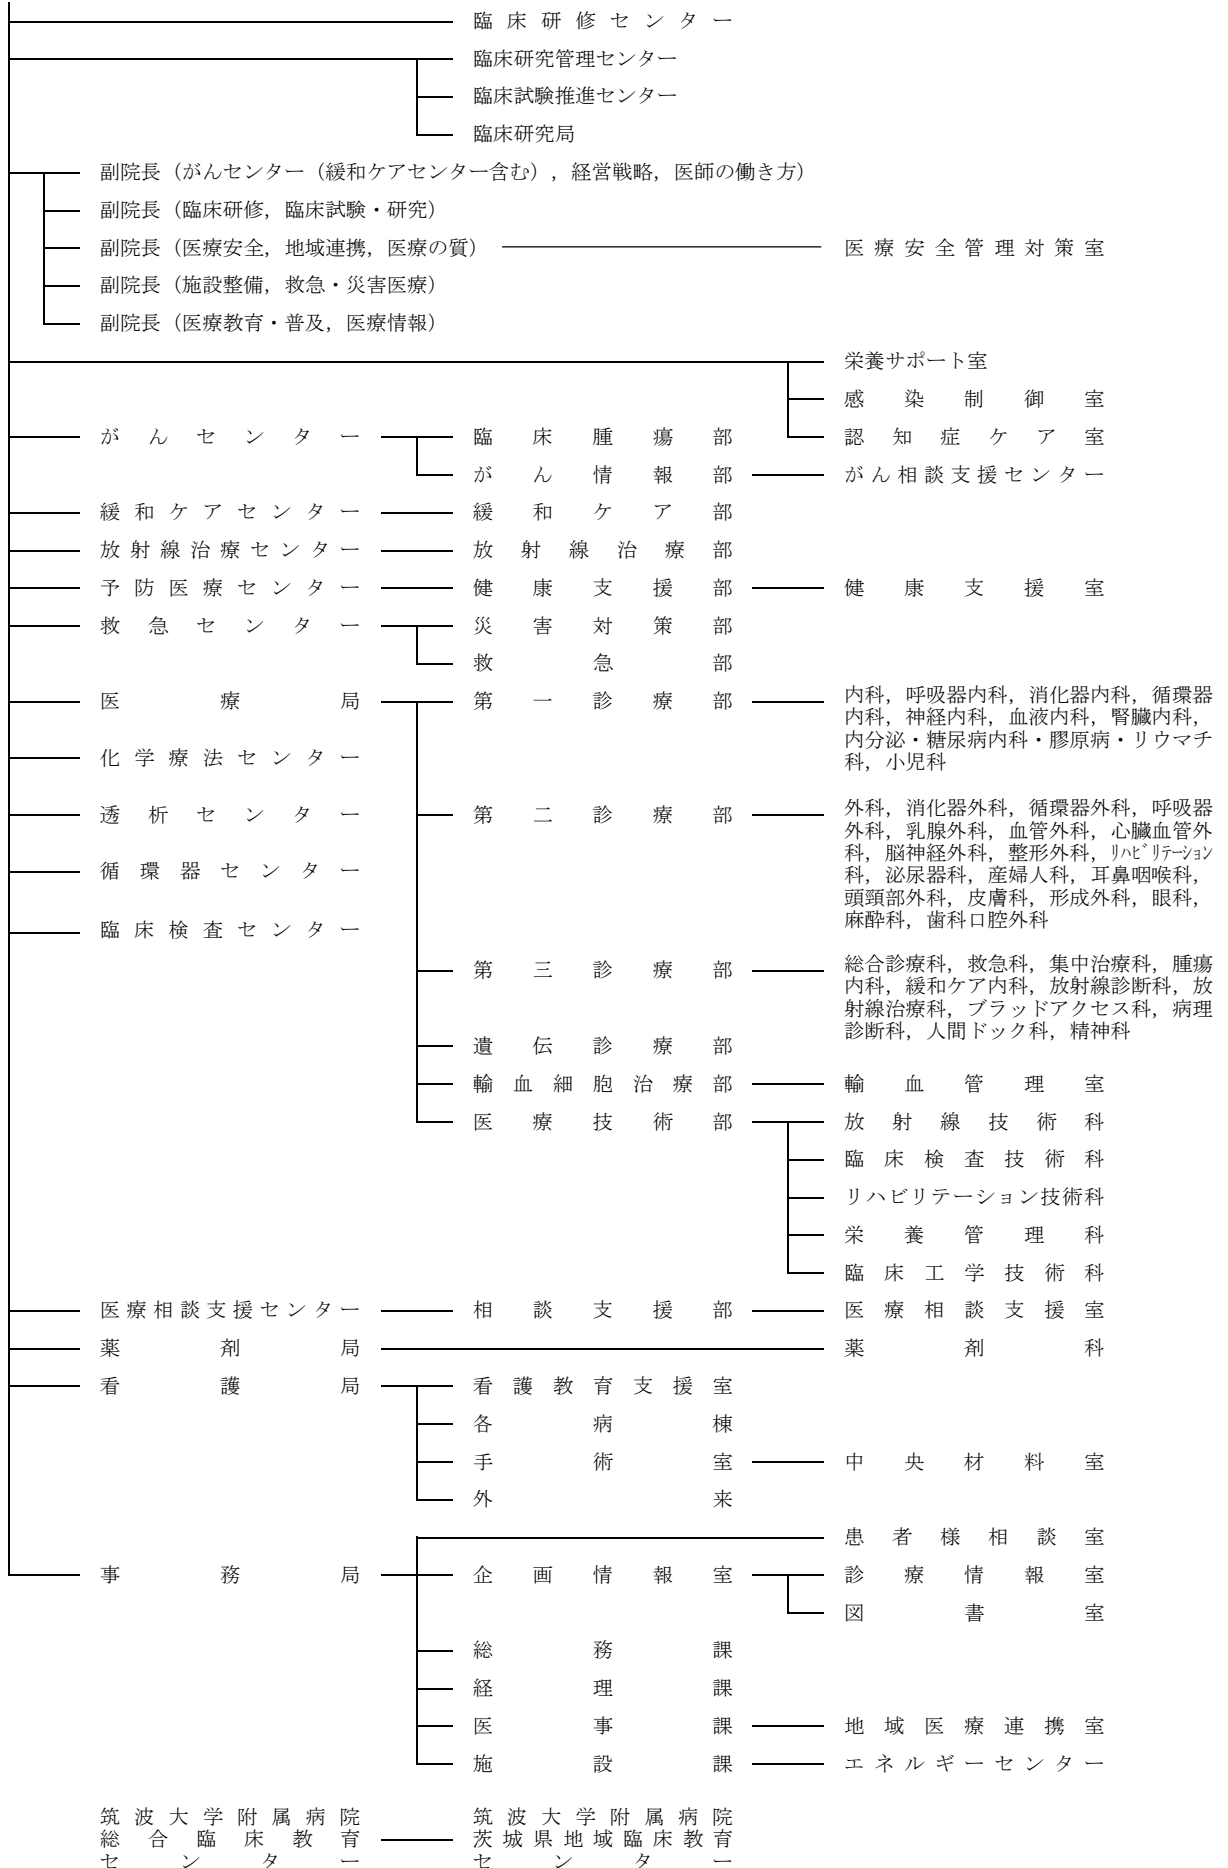 臨床研修センター
臨床研究管理センター
臨床試験推進センター
臨床研究局
副院長（がんセンター（緩和ケアセンター含む），経営戦略，医師の働き方）
副院長（臨床研修，臨床試験・研究）
副院長（医療安全，地域連携，医療の質） 医療安全管理対策室
副院長（施設整備，救急・災害医療）
副院長（医療教育・普及，医療情報）
栄養サポート室
感染制御室
がんセンター 臨床腫瘍部 認知症ケア室
がん情報部 がん相談支援センター
緩和ケアセンター 緩和ケア部
放射線治療センター 放射線治療部
予防医療センター 健康支援部 健康支援室
救急センター 災害対策部
救急部
医療局 第一診療部 内科，呼吸器内科，消化器内科，循環器
内科，神経内科，血液内科，腎臓内科，
内分泌・糖尿病内科・膠原病・リウマチ
科，小児科
化学療法センター
透析センター 第二診療部 外科，消化器外科，循環器外科，呼吸器
外科，乳腺外科，血管外科，心臓血管外
科，脳神経外科，整形外科，ﾘﾊﾋﾞﾘﾃｰｼｮﾝ
科，泌尿器科，産婦人科，耳鼻咽喉科，
頭頸部外科，皮膚科，形成外科，眼科，
麻酔科，歯科口腔外科
循環器センター
臨床検査センター
第三診療部 総合診療科，救急科，集中治療科，腫瘍
内科，緩和ケア内科，放射線診断科，放
射線治療科，ブラッドアクセス科，病理
診断科，人間ドック科，精神科
遺伝診療部
輸血細胞治療部 輸血管理室
医療技術部 放射線技術科
臨床検査技術科
リハビリテーション技術科
栄養管理科
臨床工学技術科
医療相談支援センター 相談支援部 医療相談支援室
薬剤局 薬剤科
看護局 看護教育支援室
各病棟
手術室 中央材料室
外来
患者様相談室
事務局 企画情報室 診療情報室
図書室
総務課
経理課
医事課 地域医療連携室
施設課 エネルギーセンター
筑波大学附属病院 筑波大学附属病院
総合臨床教育 茨城県地域臨床教育
センター センター